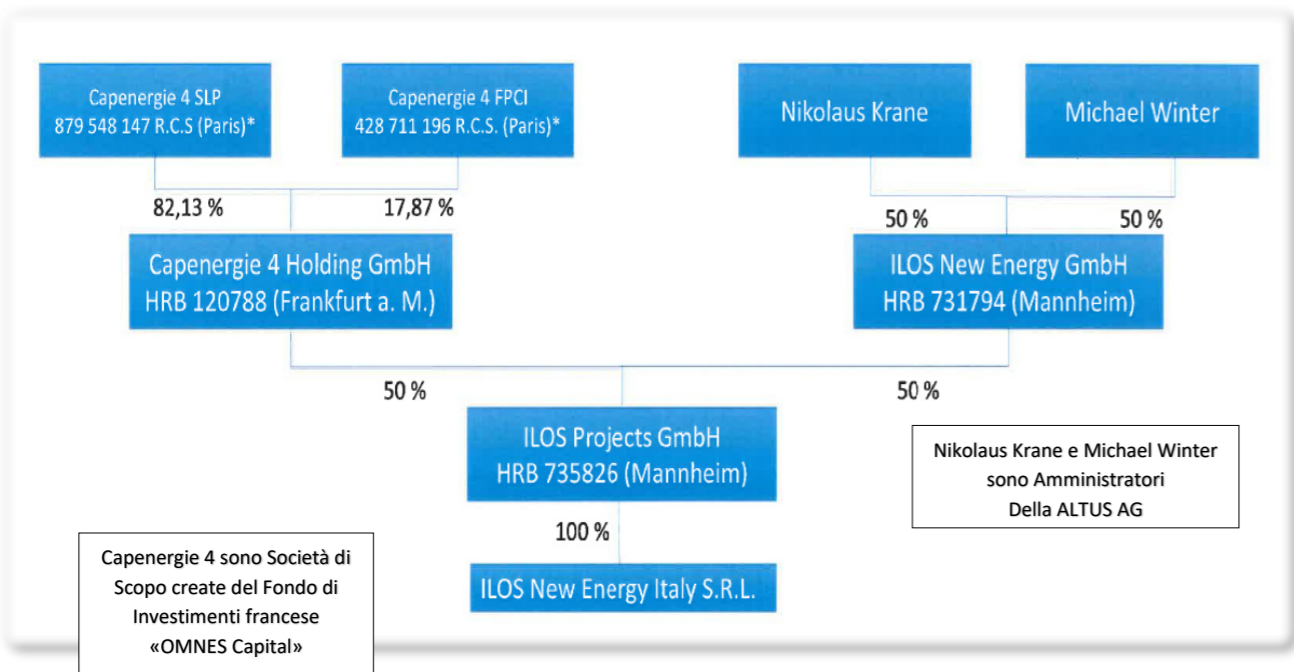 Capenergie 4 SLP
879 548 147 R.C.S (Paris)*
Capenergie 4 FPCI
428 711 196 R.C.S. (Paris)*
Nikolaus Krane
Michael Winter
82,13 %
17,87 %
50 %
50 %
Capenergie 4 Holding GmbH
HRB 120788 (Frankfurt a. M.)
ILOS New Energy GmbH
HRB 731794 (Mannheim)
50 %
50 %
ILOS Projects GmbH
HRB 735826 (Mannheim)
Nikolaus Krane e Michael Winter
sono Amministratori
Della ALTUS AG
100 %
ILOS New Energy Italy S.R.L.
Capenergie 4 sono Società di
Scopo create del Fondo di
Investimenti francese
«OMNES Capital»